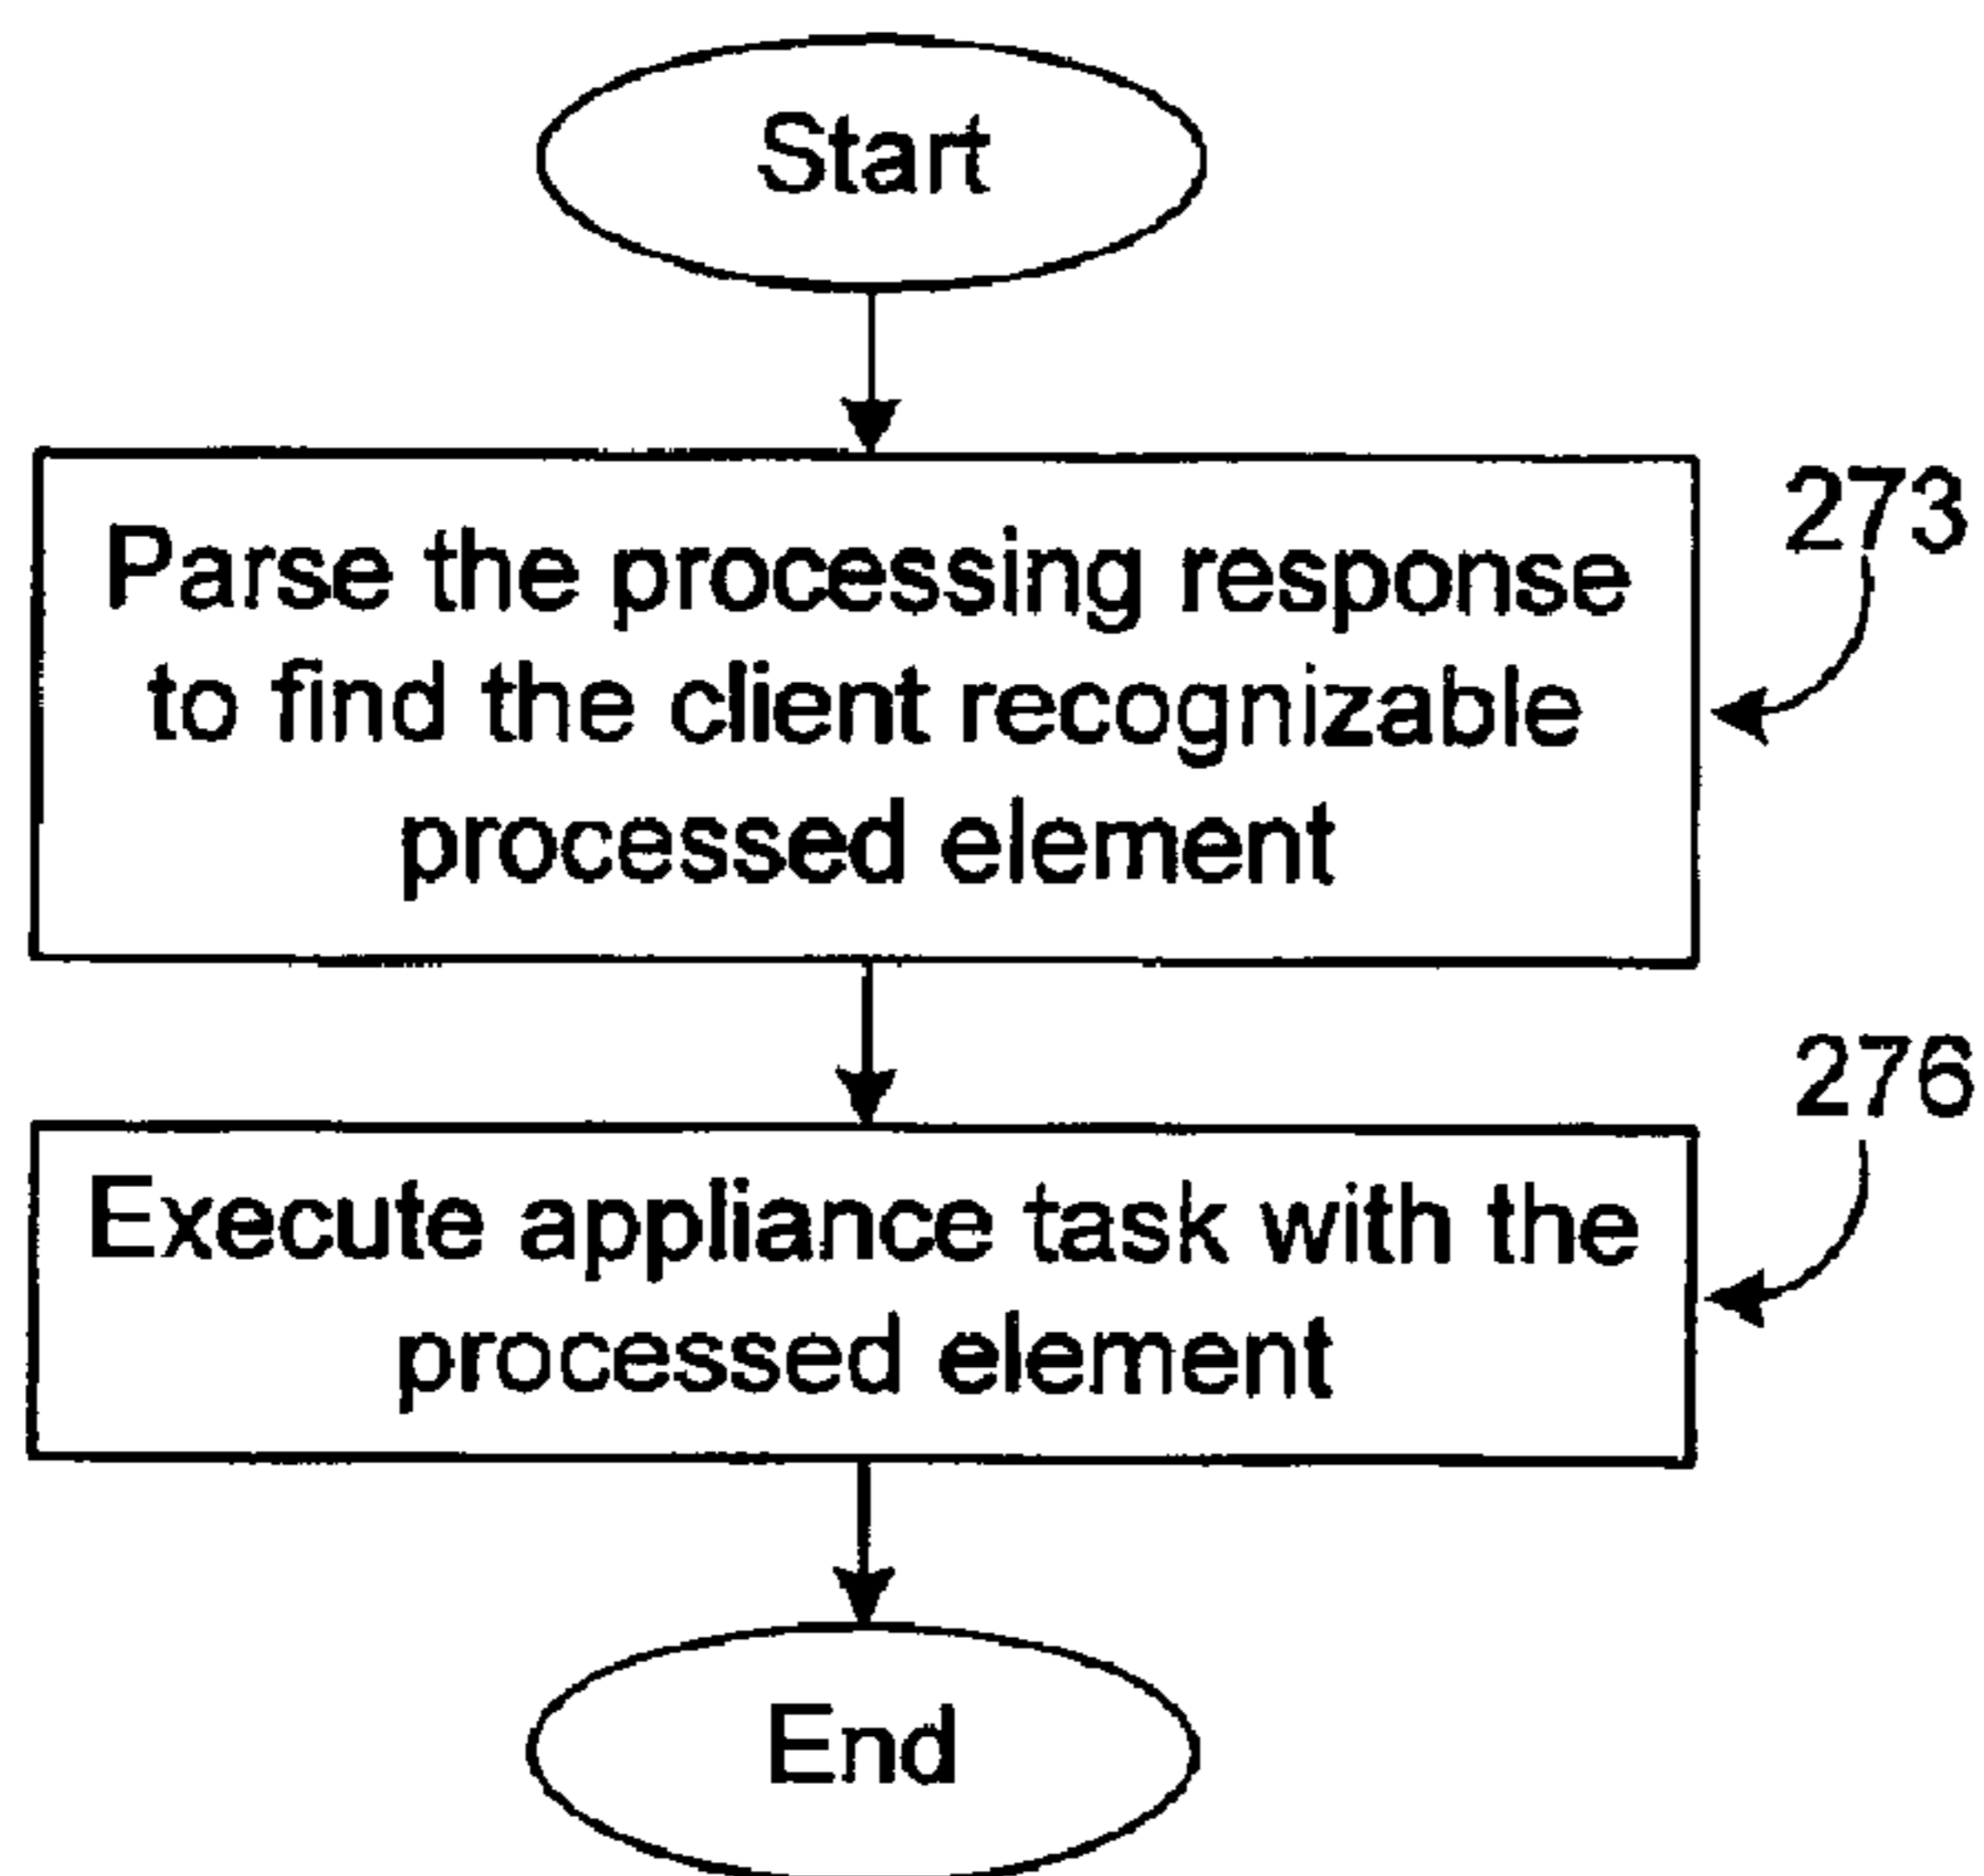 Start
273
Parse the processing response
to find the client recognizable
processed element
276
Execute appliance task with the
processed element
End